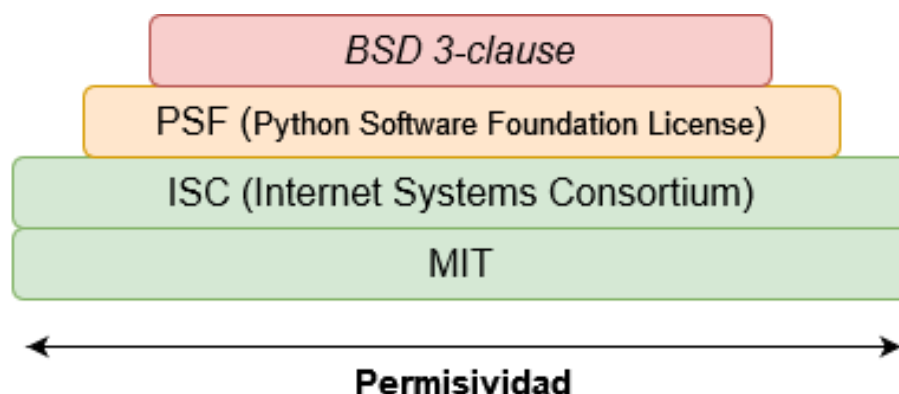 BSD 3-clause
PSF (Python Software Foundation License)
ISC (Internet Systems Consortium)
MIT
Permisividad